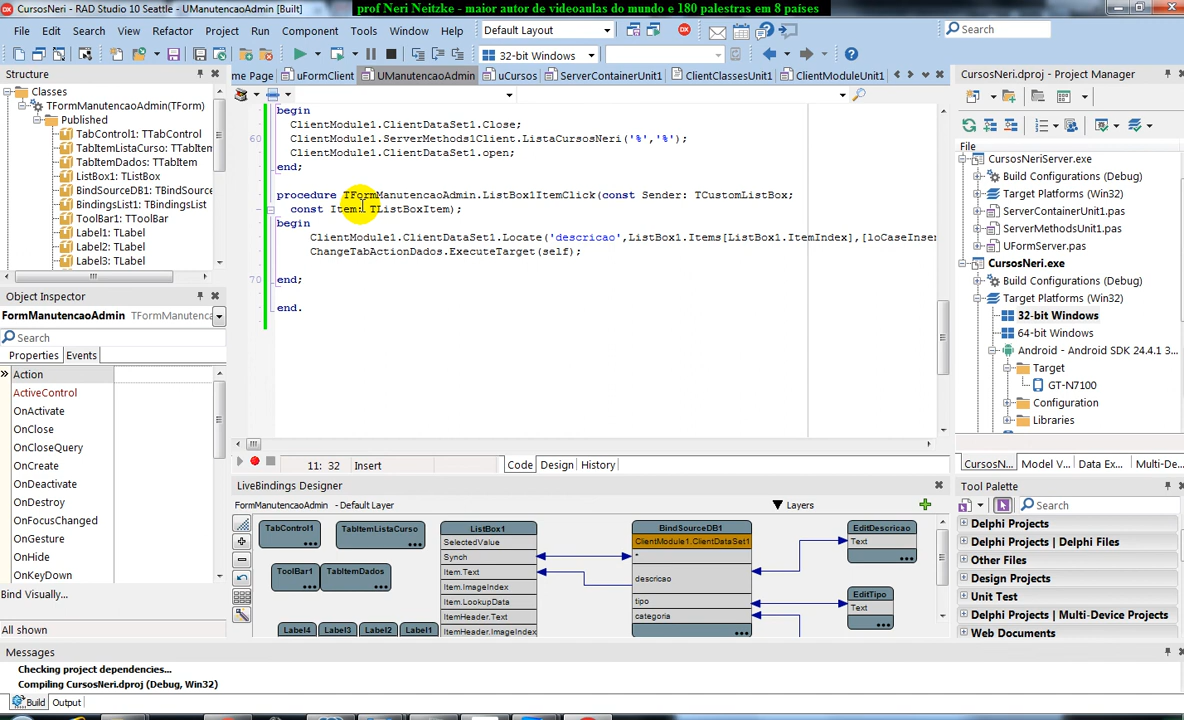 CursosNeri - RAD Studio 10 Seattle - UManutencaoAdmin [Built]
prof Neri Neitzke - maior autor de videoaulas do mundo e 180 palestras em 8 países
File Edit Search View Refactor Project Run Component Tools Window Help
Default Layout
Search
32-bit Windows
Structure
me Page uFormClient UManutencaoAdmin uCursos ServerContainerUnit1 ClientClassesUnit1 ClientModuleUnit1
CursosNeri.dproj - Project Manager
Classes
TFormManutencaoAdmin(TForm)
Published
TabControl1: TTabControl
TabItemListaCurso: TTabItem
TabItemDados: TTabItem
ListBox1: TListBox
BindSourceDB1: TBindSource
BindingsList1: TBindingsList
ToolBar1: TToolBar
Label1: TLabel
Label2: TLabel
Label3: TLabel
begin
ClientModule1.ClientDataSet1.Close;
60 ClientModule1.ServerMethods1Client.ListaCursosNeri('%','%');
ClientModule1.ClientDataSet1.open;
end;
procedure TFormManutencaoAdmin.ListBox1ItemClick(const Sender: TCustomListBox;
const Item: TListBoxItem);
begin
ClientModule1.ClientDataSet1.Locate('descricao',ListBox1.Items[ListBox1.ItemIndex],[loCaseInsen
ChangeTabActionDados.ExecuteTarget(self);
70 end;
end.
File
CursosNeriServer.exe
Build Configurations (Debug)
Target Platforms (Win32)
ServerContainerUnit1.pas
ServerMethodsUnit1.pas
UFormServer.pas
CursosNeri.exe
Build Configurations (Debug)
Target Platforms (Win32)
32-bit Windows
64-bit Windows
Android - Android SDK 24.4.1 3...
Target
GT-N7100
Configuration
Libraries
CursosN... Model V... Data Ex... Multi-De...
Object Inspector
FormManutencaoAdmin TFormManutenca
Search
Properties Events
Action
ActiveControl
OnActivate
OnClose
OnCloseQuery
OnCreate
OnDeactivate
OnDestroy
OnFocusChanged
OnGesture
OnHide
OnKeyDown
Bind Visually...
All shown
11: 32 Insert
Code Design History
LiveBindings Designer
FormManutencaoAdmin - Default Layer
Layers
TabControl1
TabItemListaCurso
ToolBar1
TabItemDados
Label4 Label3 Label2 Label1
ListBox1
SelectedValue
Synch
Item.Text
Item.ImageIndex
Item.LookupData
ItemHeader.Text
ItemHeader.ImageIndex
BindSourceDB1
ClientModule1.ClientDataSet1
*
descricao
tipo
categoria
EditDescricao
Text
EditTipo
Text
Tool Palette
Search
Delphi Projects
Delphi Projects | Delphi Files
Other Files
Design Projects
Unit Test
Delphi Projects | Multi-Device Projects
Web Documents
Messages
Checking project dependencies...
Compiling CursosNeri.dproj (Debug, Win32)
Build Output